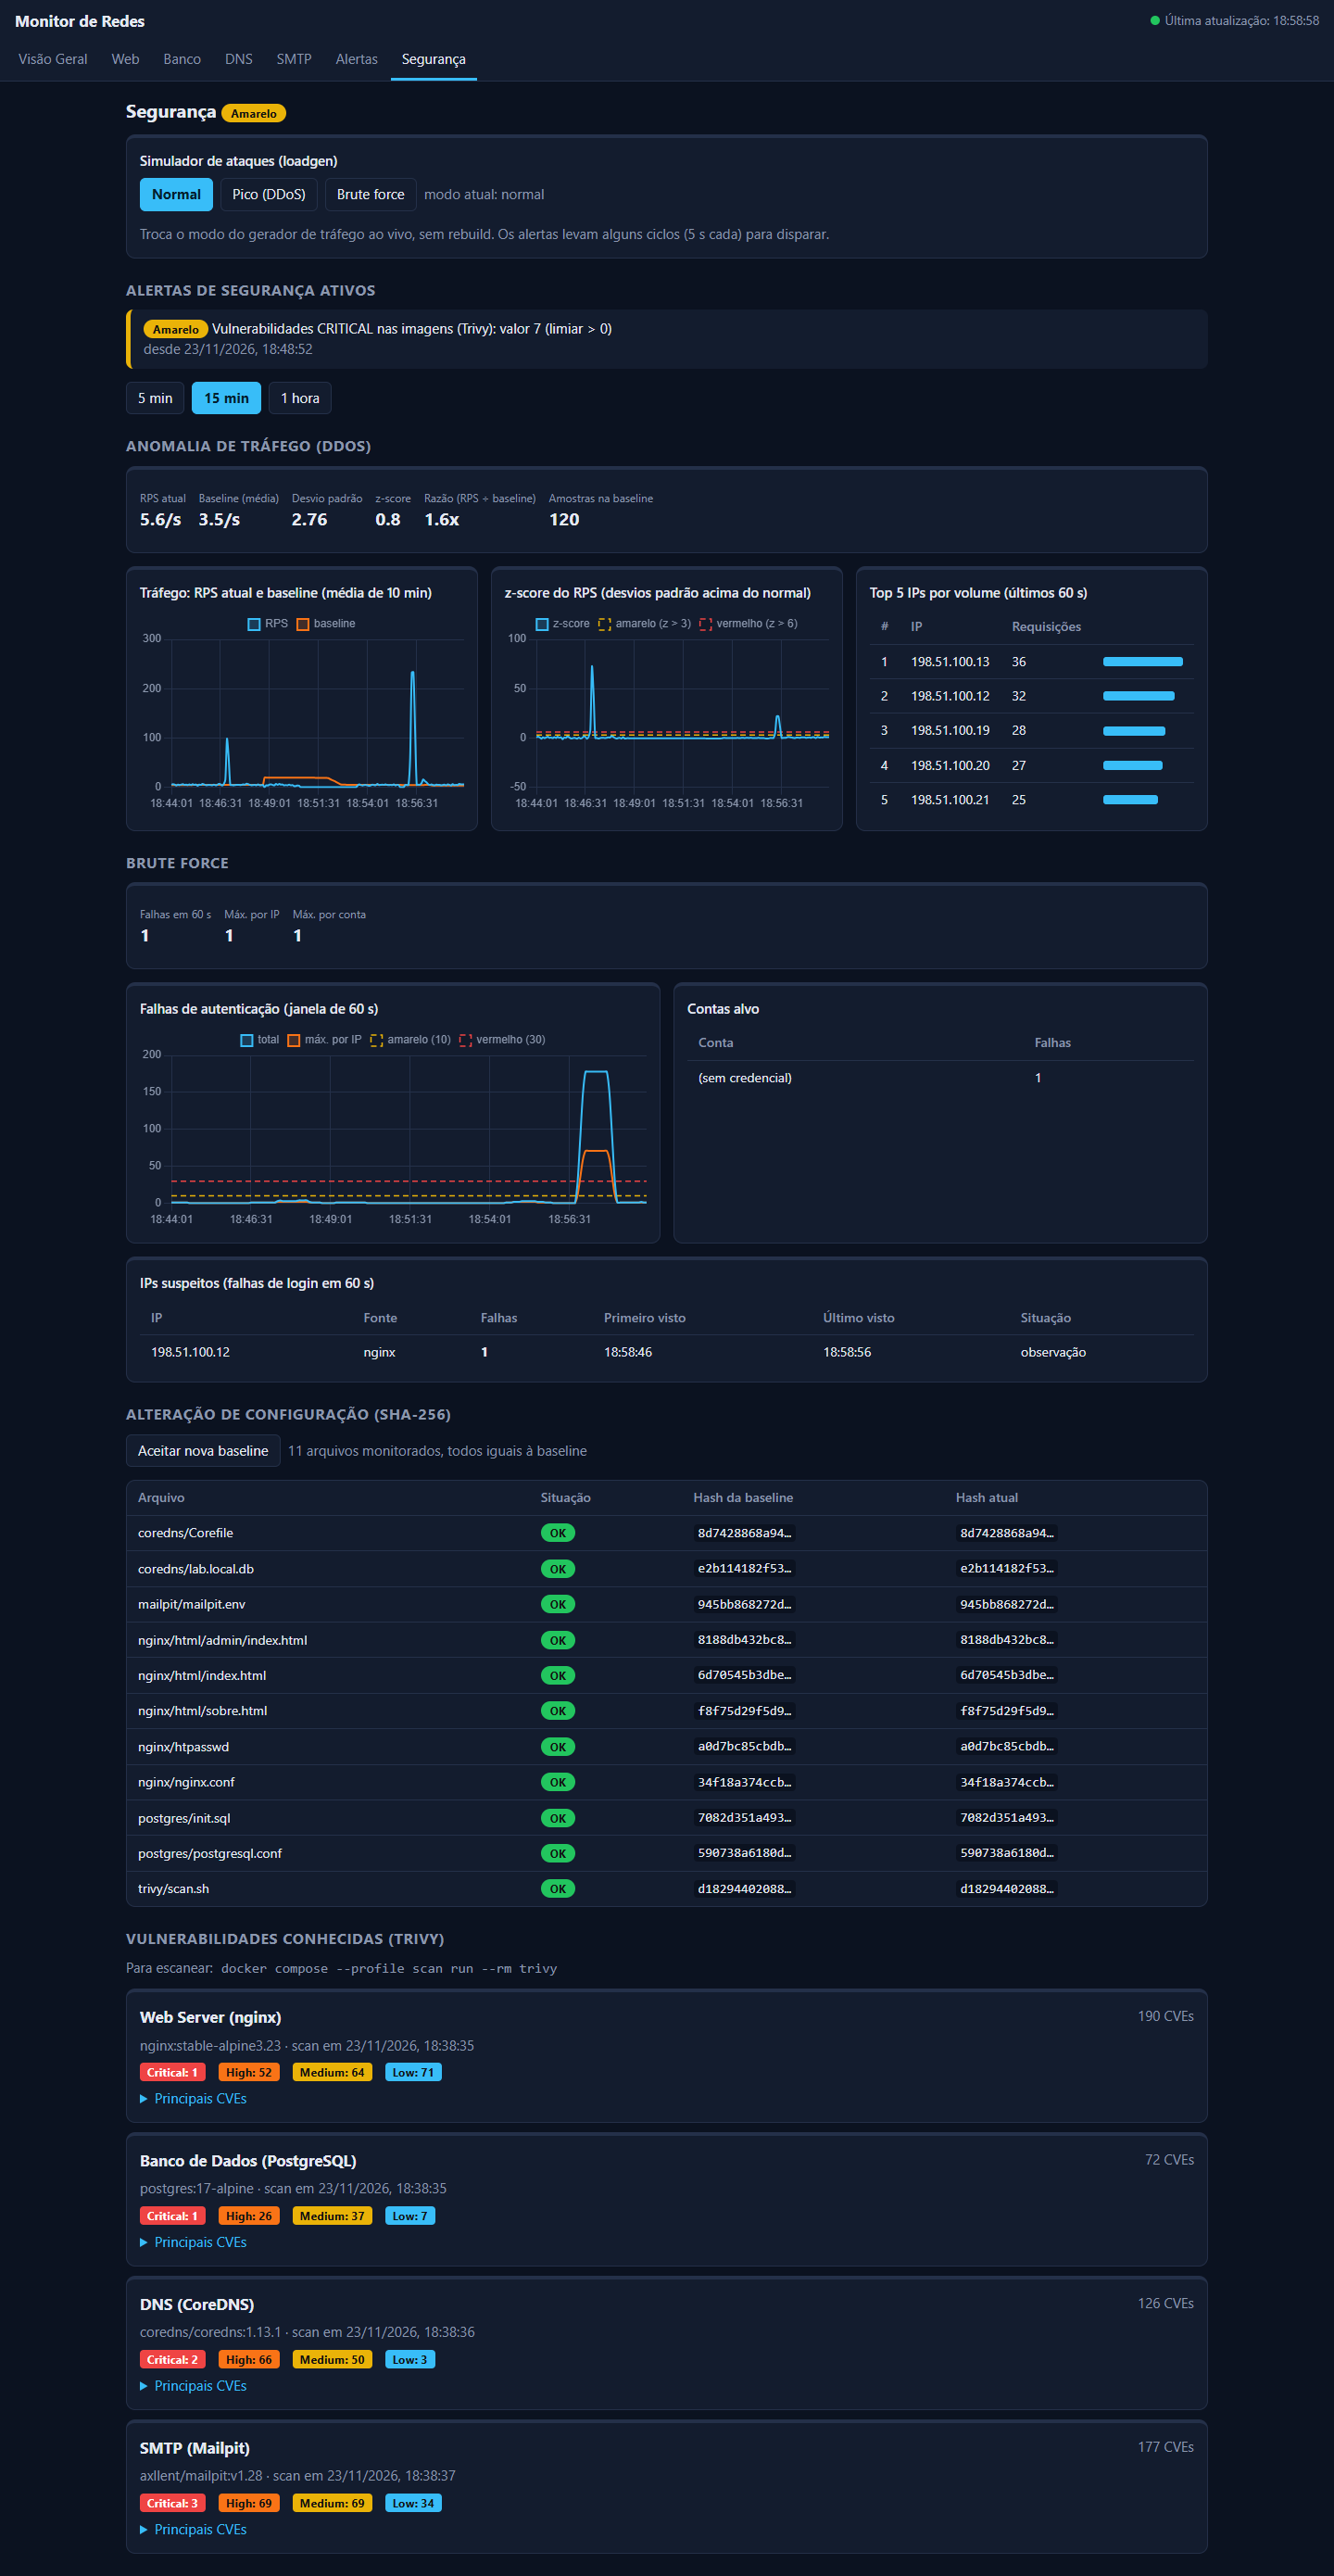 Monitor de Redes
Última atualização: 18:58:58
Visão Geral Web Banco DNS SMTP Alertas Segurança
Segurança Amarelo
Simulador de ataques (loadgen)
Normal Pico (DDoS) Brute force modo atual: normal
Troca o modo do gerador de tráfego ao vivo, sem rebuild. Os alertas levam alguns ciclos (5 s cada) para disparar.
ALERTAS DE SEGURANÇA ATIVOS
Amarelo Vulnerabilidades CRITICAL nas imagens (Trivy): valor 7 (limiar > 0)
desde 23/11/2026, 18:48:52
5 min 15 min 1 hora
ANOMALIA DE TRÁFEGO (DDOS)
RPS atual Baseline (média) Desvio padrão z-score Razão (RPS ÷ baseline) Amostras na baseline
5.6/s 3.5/s 2.76 0.8 1.6x 120
Tráfego: RPS atual e baseline (média de 10 min)
RPS baseline
300
200
100
0
18:44:01 18:46:31 18:49:01 18:51:31 18:54:01 18:56:31
z-score do RPS (desvios padrão acima do normal)
z-score amarelo (z > 3) vermelho (z > 6)
100
50
0
-50
18:44:01 18:46:31 18:49:01 18:51:31 18:54:01 18:56:31
Top 5 IPs por volume (últimos 60 s)
# IP Requisições
1 198.51.100.13 36
2 198.51.100.12 32
3 198.51.100.19 28
4 198.51.100.20 27
5 198.51.100.21 25
BRUTE FORCE
Falhas em 60 s Máx. por IP Máx. por conta
1 1 1
Falhas de autenticação (janela de 60 s)
total máx. por IP amarelo (10) vermelho (30)
200
150
100
50
0
18:44:01 18:46:31 18:49:01 18:51:31 18:54:01 18:56:31
Contas alvo
Conta Falhas
(sem credencial) 1
IPs suspeitos (falhas de login em 60 s)
IP Fonte Falhas Primeiro visto Último visto Situação
198.51.100.12 nginx 1 18:58:46 18:58:56 observação
ALTERAÇÃO DE CONFIGURAÇÃO (SHA-256)
Aceitar nova baseline 11 arquivos monitorados, todos iguais à baseline
Arquivo Situação Hash da baseline Hash atual
coredns/Corefile OK 8d7428868a94… 8d7428868a94…
coredns/lab.local.db OK e2b114182f53… e2b114182f53…
mailpit/mailpit.env OK 945bb868272d… 945bb868272d…
nginx/html/admin/index.html OK 8188db432bc8… 8188db432bc8…
nginx/html/index.html OK 6d70545b3dbe… 6d70545b3dbe…
nginx/html/sobre.html OK f8f75d29f5d9… f8f75d29f5d9…
nginx/htpasswd OK a0d7bc85cbdb… a0d7bc85cbdb…
nginx/nginx.conf OK 34f18a374ccb… 34f18a374ccb…
postgres/init.sql OK 7082d351a493… 7082d351a493…
postgres/postgresql.conf OK 590738a6180d… 590738a6180d…
trivy/scan.sh OK d18294402088… d18294402088…
VULNERABILIDADES CONHECIDAS (TRIVY)
Para escanear: docker compose --profile scan run --rm trivy
Web Server (nginx) 190 CVEs
nginx:stable-alpine3.23 · scan em 23/11/2026, 18:38:35
Critical: 1 High: 52 Medium: 64 Low: 71
Principais CVEs
Banco de Dados (PostgreSQL) 72 CVEs
postgres:17-alpine · scan em 23/11/2026, 18:38:35
Critical: 1 High: 26 Medium: 37 Low: 7
Principais CVEs
DNS (CoreDNS) 126 CVEs
coredns/coredns:1.13.1 · scan em 23/11/2026, 18:38:36
Critical: 2 High: 66 Medium: 50 Low: 3
Principais CVEs
SMTP (Mailpit) 177 CVEs
axllent/mailpit:v1.28 · scan em 23/11/2026, 18:38:37
Critical: 3 High: 69 Medium: 69 Low: 34
Principais CVEs